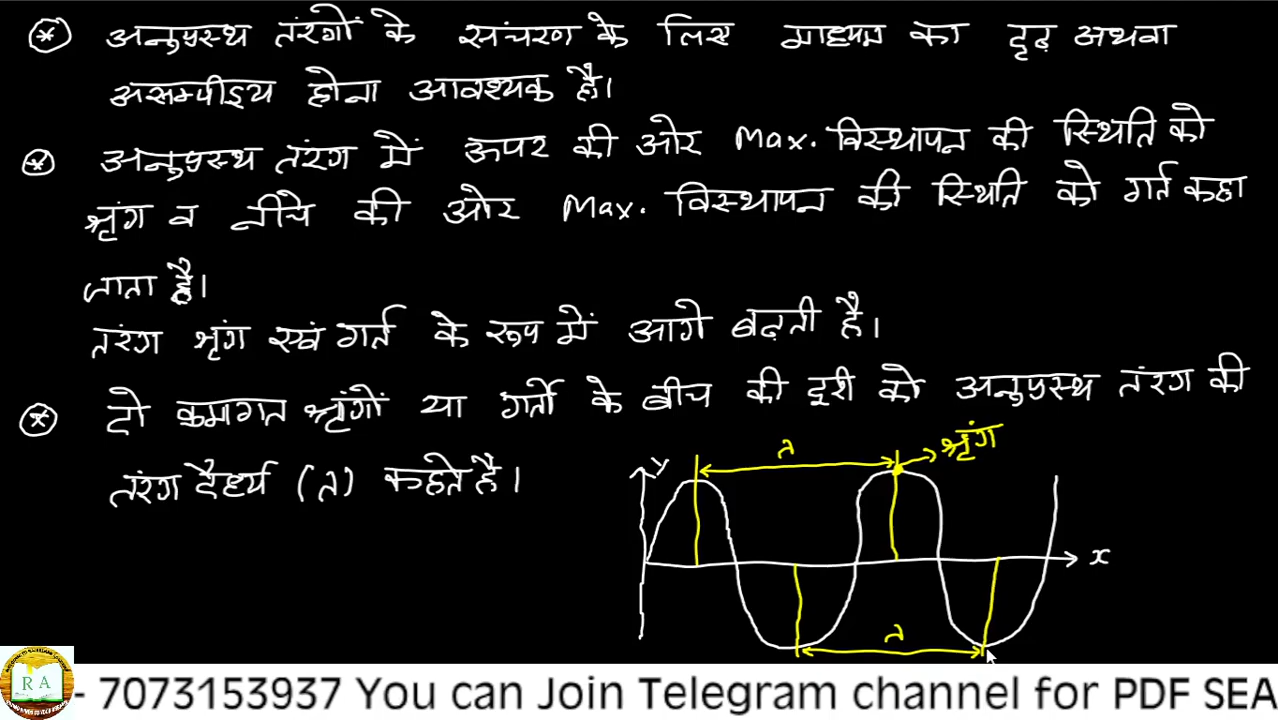 * अनुप्रस्थ तरंगों के संचरण के लिए माध्यम का दृढ़ अथवा
असम्पीड्य होना आवश्यक है।
* अनुप्रस्थ तरंग में ऊपर की ओर Max. विस्थापन की स्थिति को
श्रृंग व नीचे की ओर Max. विस्थापन की स्थिति को गर्त कहा
जाता है।
तरंग श्रृंग एवं गर्त के रूप में आगे बढ़ती है।
* दो क्रमागत श्रृंगों या गर्तों के बीच की दूरी को अनुप्रस्थ तरंग की
तरंग दैर्ध्य (λ) कहते है।
y λ श्रृंग
x
λ
RA
- 7073153937 You can Join Telegram channel for PDF SEA